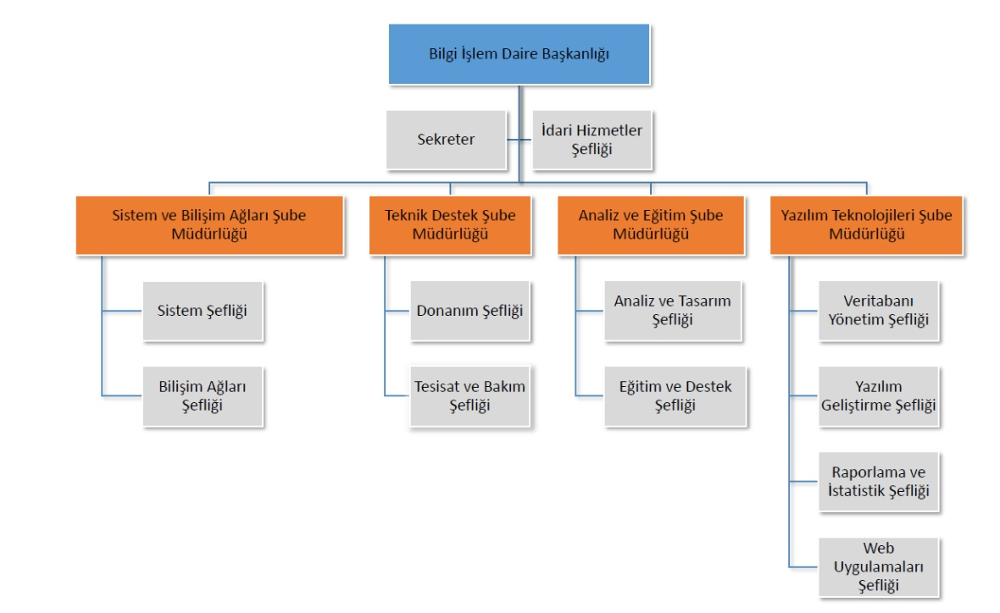 Bilgi İşlem Daire Başkanlığı
Sekreter
İdari Hizmetler
Şefliği
Sistem ve Bilişim Ağları Şube
Müdürlüğü
Teknik Destek Şube
Müdürlüğü
Analiz ve Eğitim Şube
Müdürlüğü
Yazılım Teknolojileri Şube
Müdürlüğü
Sistem Şefliği
Bilişim Ağları
Şefliği
Donanım Şefliği
Tesisat ve Bakım
Şefliği
Analiz ve Tasarım
Şefliği
Eğitim ve Destek
Şefliği
Veritabanı
Yönetim Şefliği
Yazılım
Geliştirme Şefliği
Raporlama ve
İstatistik Şefliği
Web
Uygulamaları
Şefliği